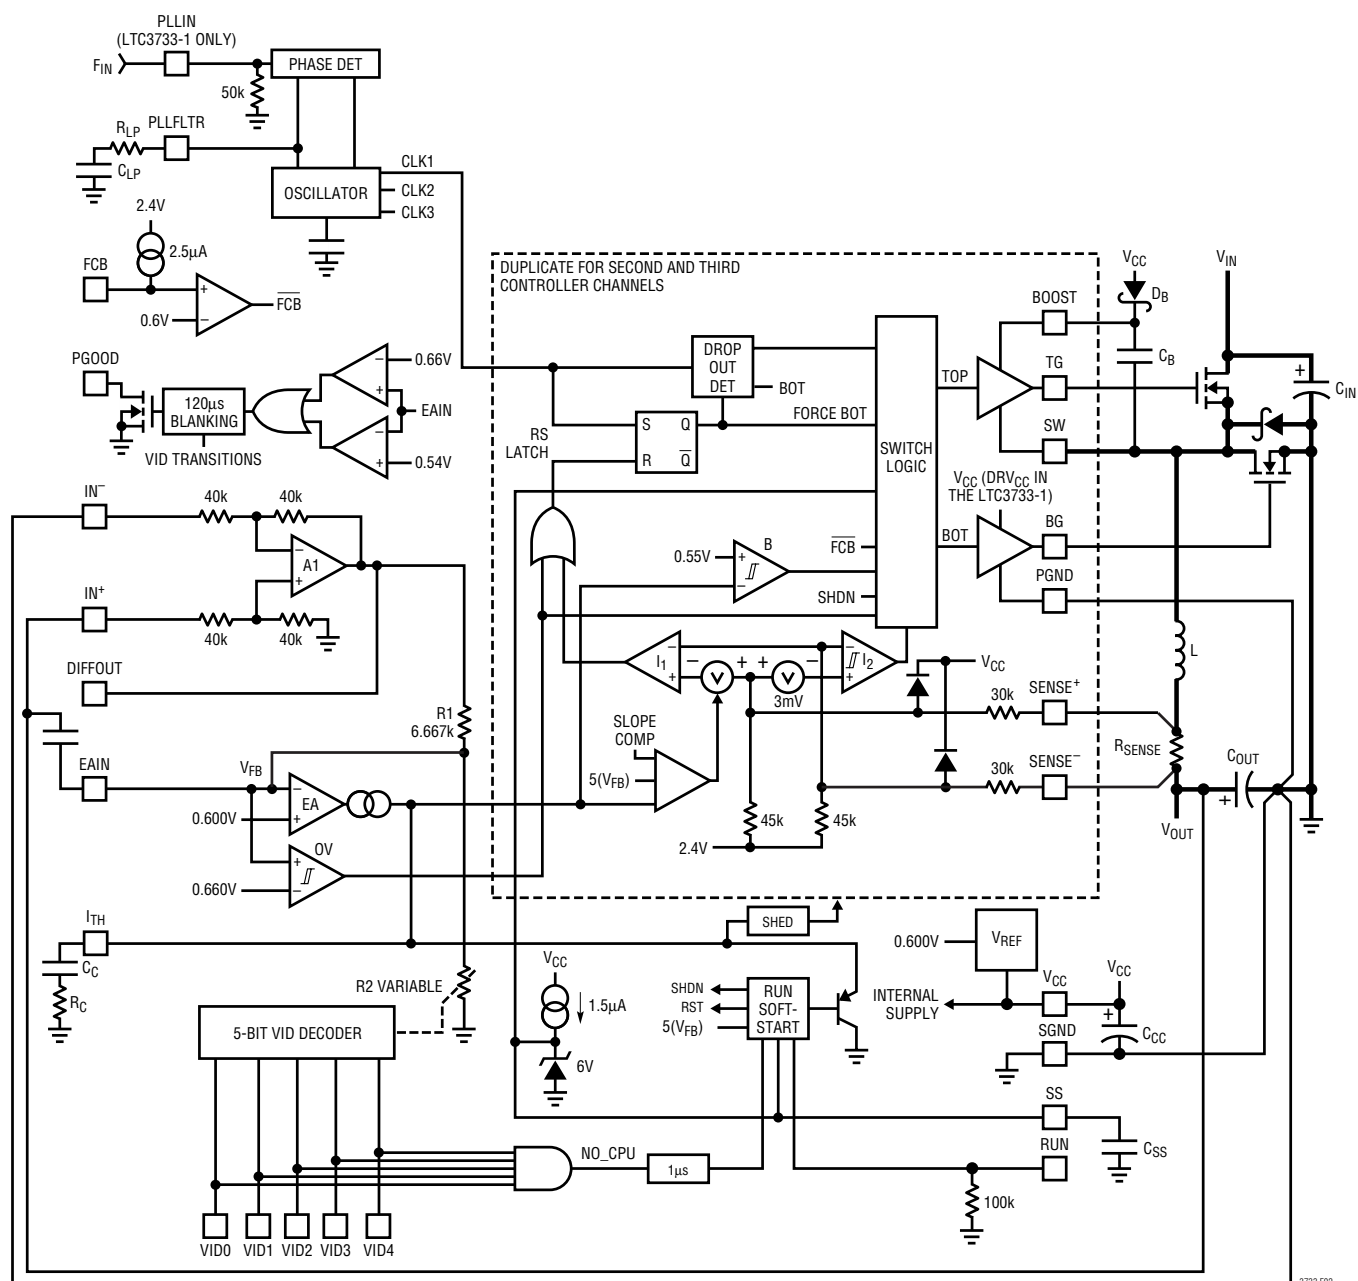 PLLIN
(LTC3733-1 ONLY)
FIN
PHASE DET
50k
RLP
PLLFLTR
CLP
OSCILLATOR
CLK1
CLK2
CLK3
2.4V
2.5µA
FCB
0.6V
FCB
PGOOD
120µs
BLANKING
VID TRANSITIONS
−
+
0.66V
EAIN
−
+
0.54V
DUPLICATE FOR SECOND AND THIRD
CONTROLLER CHANNELS
RS
LATCH
S Q
R Q
DROP
OUT
DET
BOT
FORCE BOT
SWITCH
LOGIC
TOP
BOT
BOOST
TG
SW
VCC (DRVCC IN
THE LTC3733-1)
BG
PGND
VCC
DB
CB
VIN
+
CIN
IN−
40k
40k
A1
−
+
IN+
40k
40k
DIFFOUT
R1
6.667k
0.55V
+
−
B
FCB
SHDN
I1
−
+
− +
V
+ −
V
3mV
−
+
I2
VCC
30k
SENSE+
30k
SENSE−
L
RSENSE
COUT
+
VOUT
SLOPE
COMP
5(VFB)
45k
45k
2.4V
EAIN
VFB
−
EA
+
0.600V
OV
+
−
0.660V
ITH
CC
RC
R2 VARIABLE
5-BIT VID DECODER
SHED
VCC
1.5µA
6V
SHDN
RST
5(VFB)
RUN
SOFT-
START
0.600V
VREF
INTERNAL
SUPPLY
VCC
VCC
+
CCC
SGND
SS
CSS
RUN
100k
NO_CPU
1µs
VID0 VID1 VID2 VID3 VID4